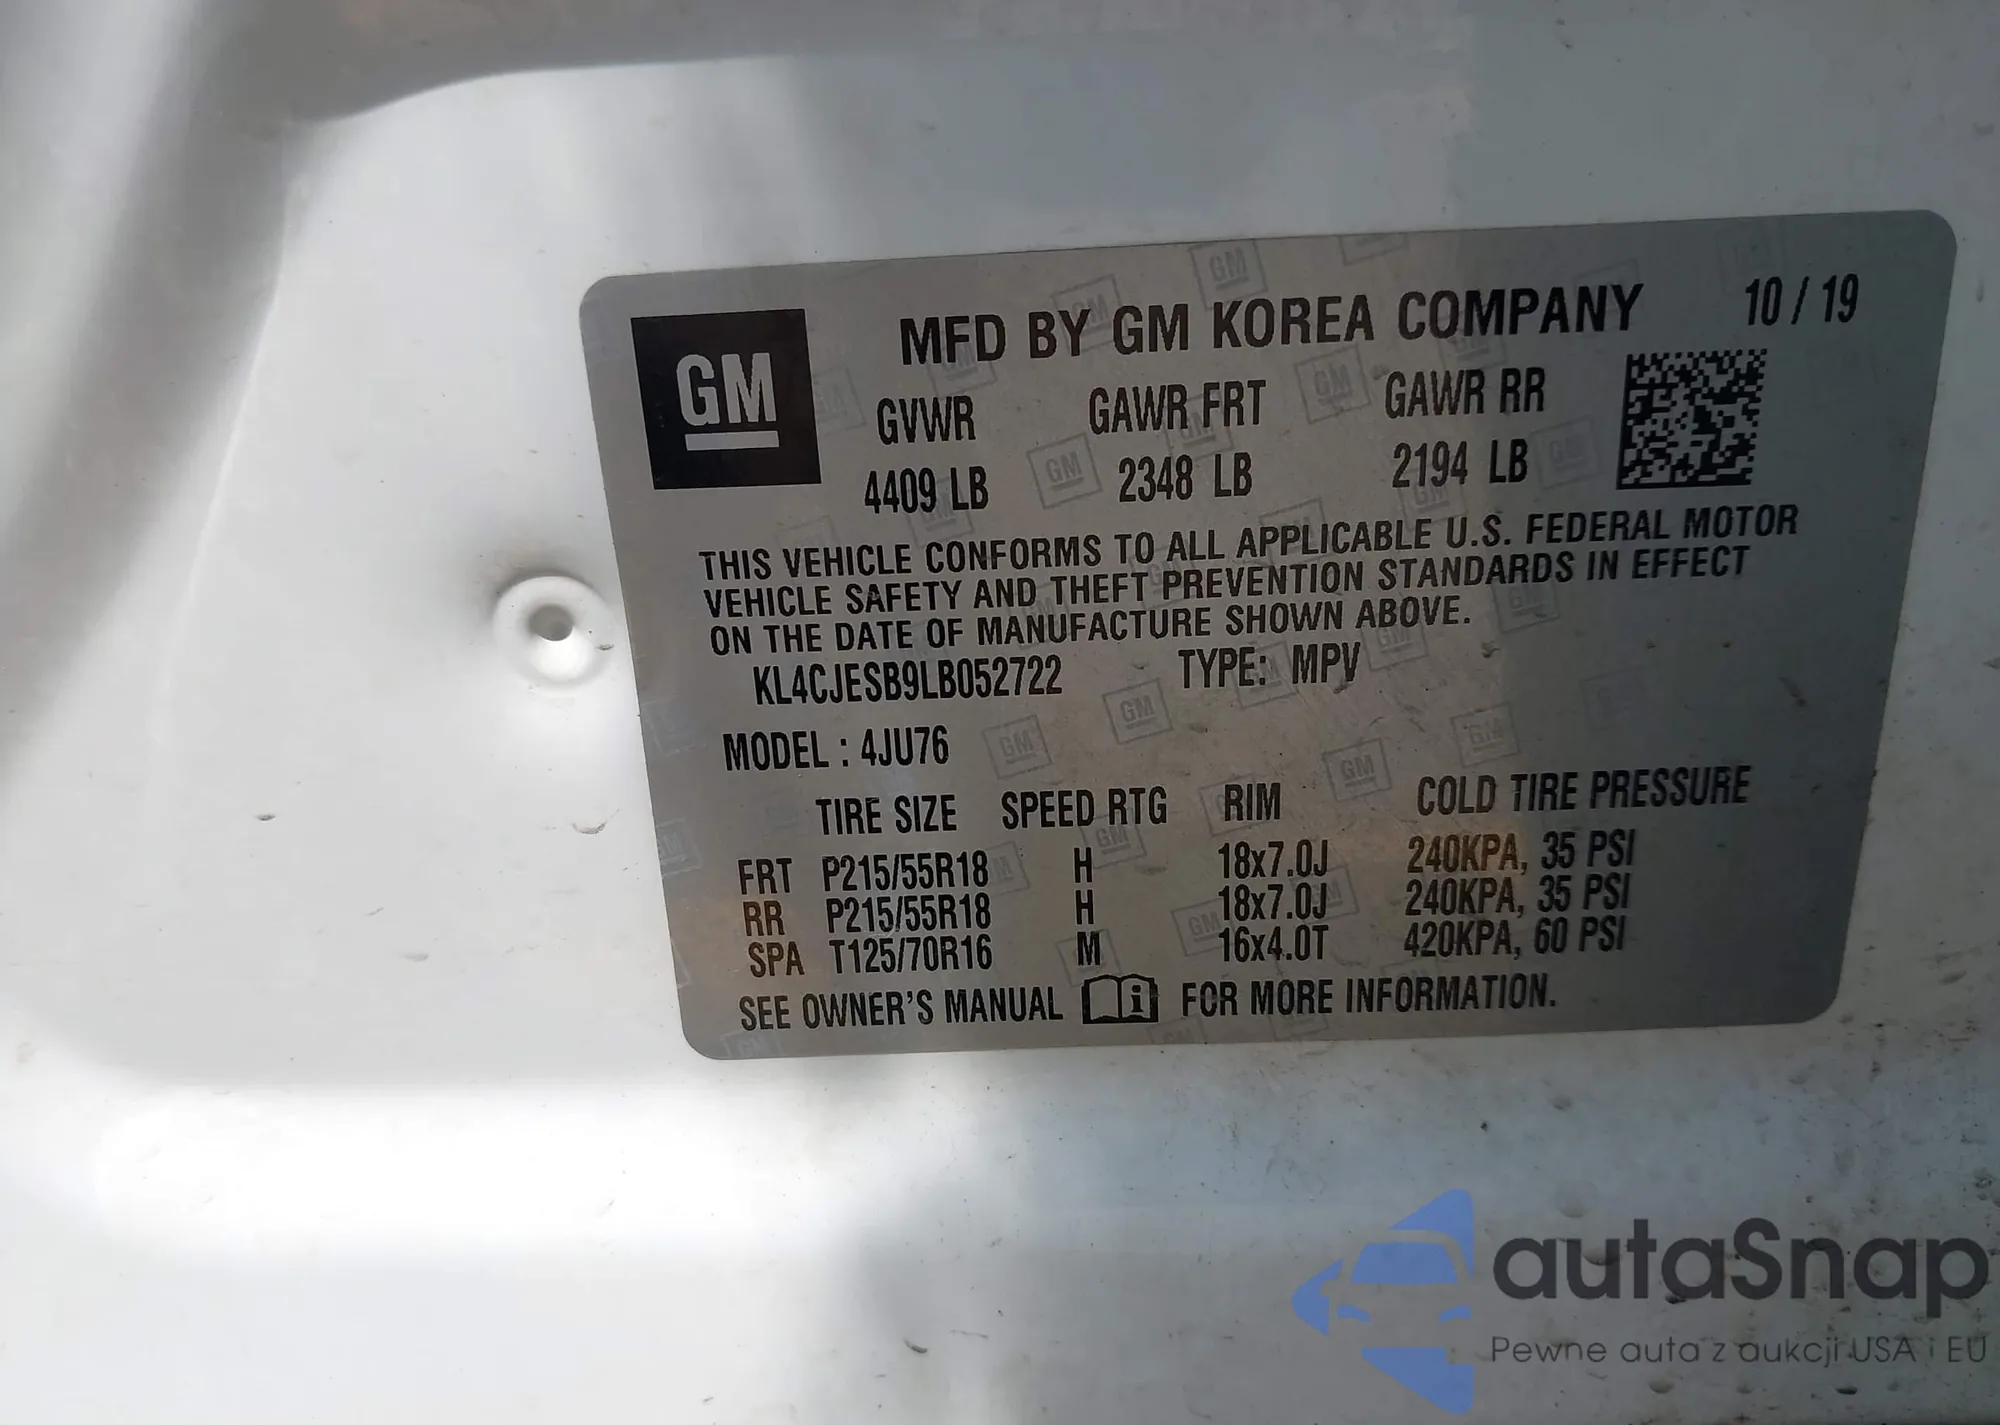 GM
MFD BY GM KOREA COMPANY 10 / 19
GVWR GAWR FRT GAWR RR
4409 LB 2348 LB 2194 LB
THIS VEHICLE CONFORMS TO ALL APPLICABLE U.S. FEDERAL MOTOR
VEHICLE SAFETY AND THEFT PREVENTION STANDARDS IN EFFECT
ON THE DATE OF MANUFACTURE SHOWN ABOVE.
KL4CJESB9LB052722 TYPE: MPV
MODEL : 4JU76
TIRE SIZE SPEED RTG RIM COLD TIRE PRESSURE
FRT P215/55R18 H 18x7.0J 240KPA, 35 PSI
RR P215/55R18 H 18x7.0J 240KPA, 35 PSI
SPA T125/70R16 M 16x4.0T 420KPA, 60 PSI
SEE OWNER'S MANUAL i FOR MORE INFORMATION.
autaSnap
Pewne auta z aukcji USA i EU